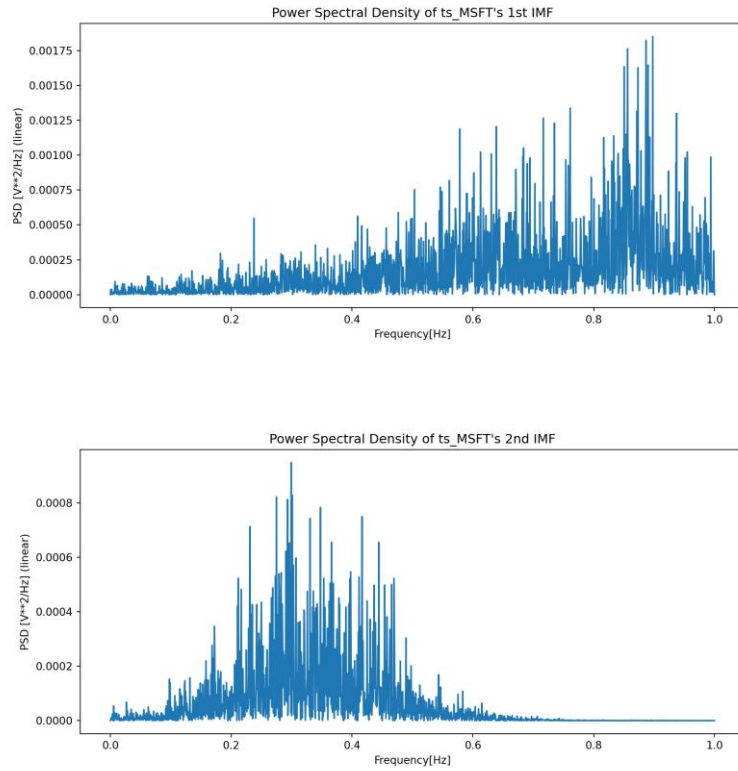 Power Spectral Density of ts_MSFT's 1st IMF
PSD [V**2/Hz] (linear)
0.00175
0.00150
0.00125
0.00100
0.00075
0.00050
0.00025
0.00000
0.0 0.2 0.4 0.6 0.8 1.0
Frequency[Hz]
Power Spectral Density of ts_MSFT's 2nd IMF
PSD [V**2/Hz] (linear)
0.0008
0.0006
0.0004
0.0002
0.0000
0.0 0.2 0.4 0.6 0.8 1.0
Frequency[Hz]